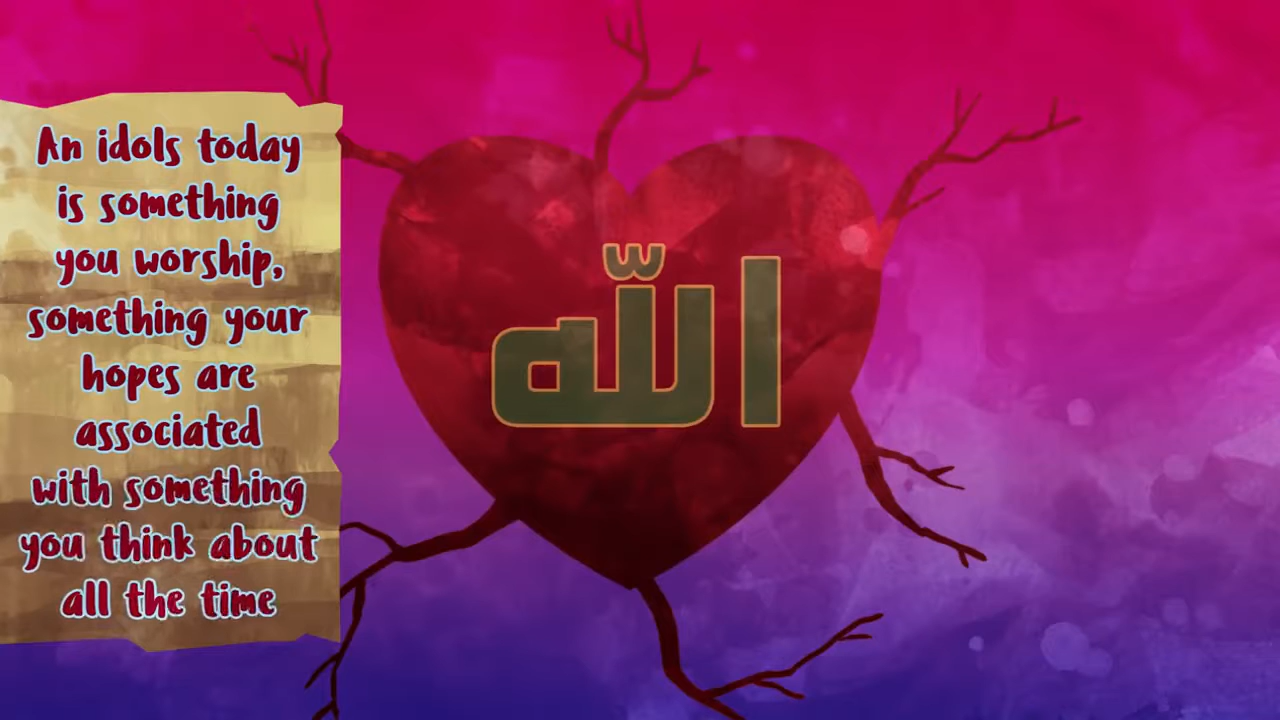 An idols today
is something
you worship,
something your
hopes are
associated
with something
you think about
all the time
اللّه